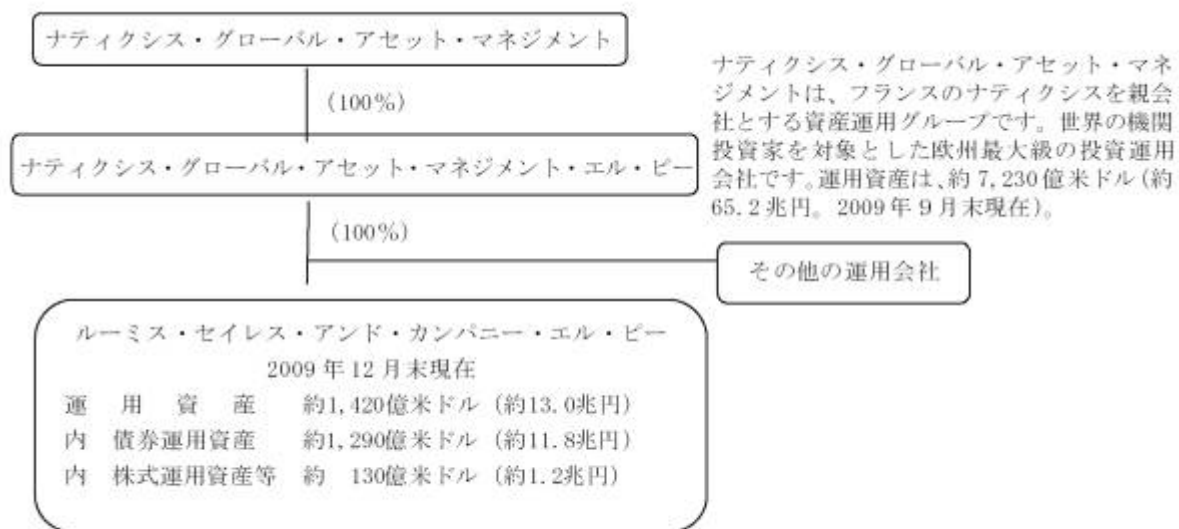 ナティクシス・グローバル・アセット・マネジメント
(100%)
ナティクシス・グローバル・アセット・マネジメント・エル・ピー
ナティクシス・グローバル・アセット・マネ
ジメントは、フランスのナティクシスを親会
社とする資産運用グループです。世界の機関
投資家を対象とした欧州最大級の投資運用
会社です。運用資産は、約 7,230億米ドル(約
65.2兆円。2009年9月末現在)。
(100%)
その他の運用会社
ルーミス・セイレス・アンド・カンパニー・エル・ピー
2009年12月末現在
運 用 資 産 約1,420億米ドル (約13.0兆円)
内 債券運用資産 約1,290億米ドル (約11.8兆円)
内 株式運用資産等 約 130億米ドル (約1.2兆円)